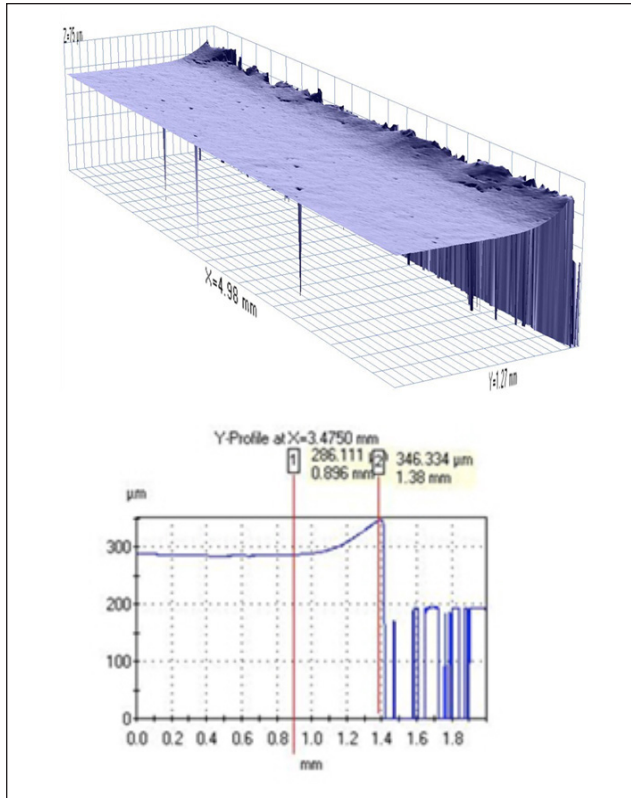 Z=75 µm
X=4.98 mm
Y=1.27 mm
Y-Profile at X=3.4750 mm
1 286.111 µm 2 346.334 µm
0.896 mm 1.38 mm
µm
300
200
100
0
0.0 0.2 0.4 0.6 0.8 1.0 1.2 1.4 1.6 1.8
mm